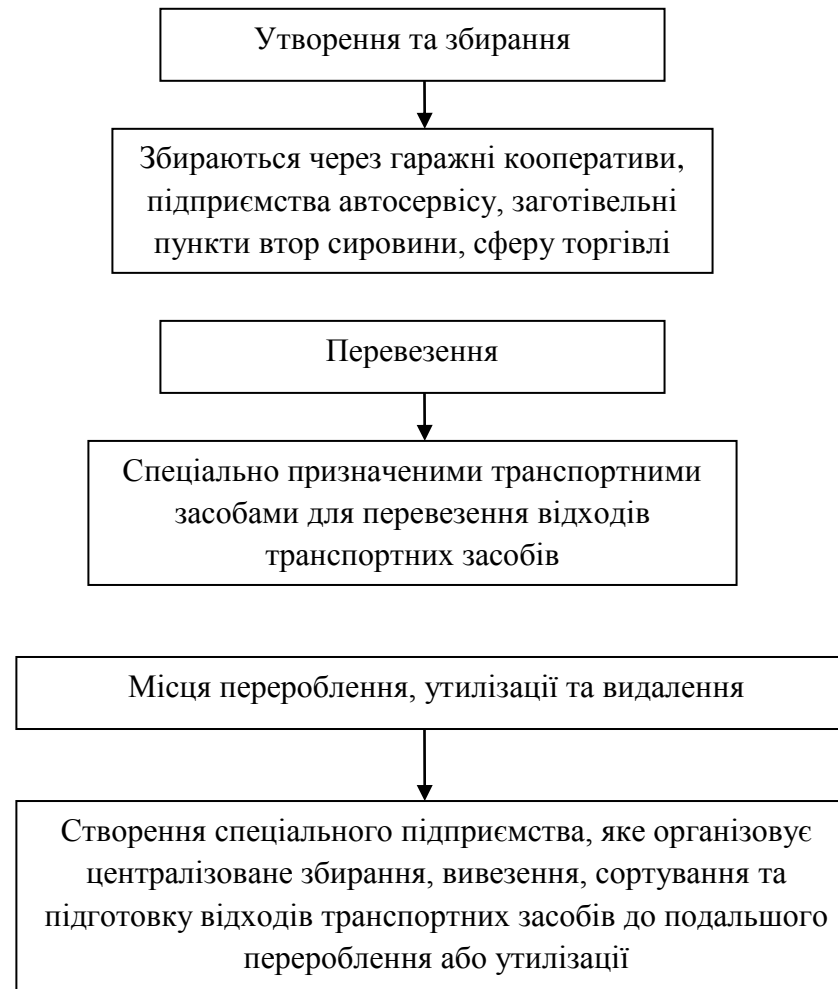 Утворення та збирання
Збираються через гаражні кооперативи,
підприємства автосервісу, заготівельні
пункти втор сировини, сферу торгівлі
Перевезення
Спеціально призначеними транспортними
засобами для перевезення відходів
транспортних засобів
Місця перероблення, утилізації та видалення
Створення спеціального підприємства, яке організовує
централізоване збирання, вивезення, сортування та
підготовку відходів транспортних засобів до подальшого
перероблення або утилізації